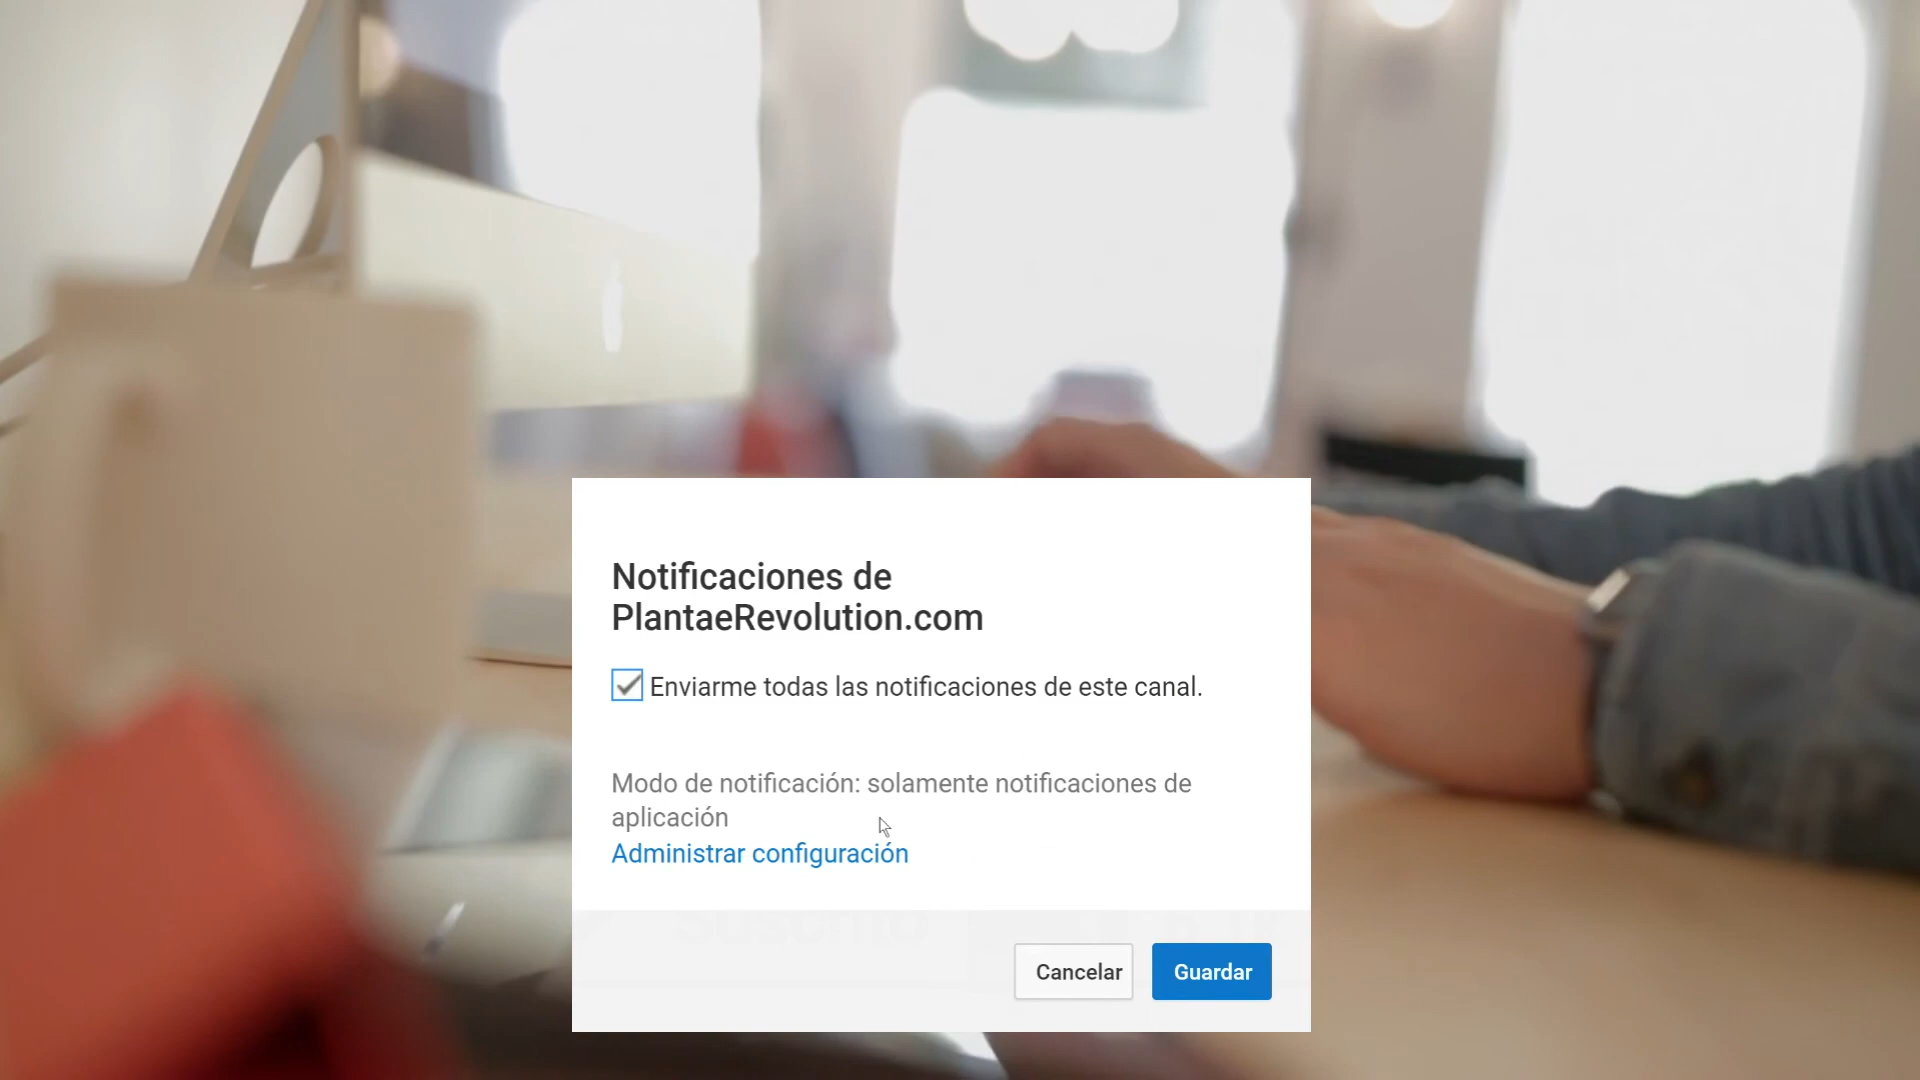 Notificaciones de
PlantaeRevolution.com
Enviarme todas las notificaciones de este canal.
Modo de notificación: solamente notificaciones de
aplicación
Administrar configuración
Suscrito
Cancelar
Guardar